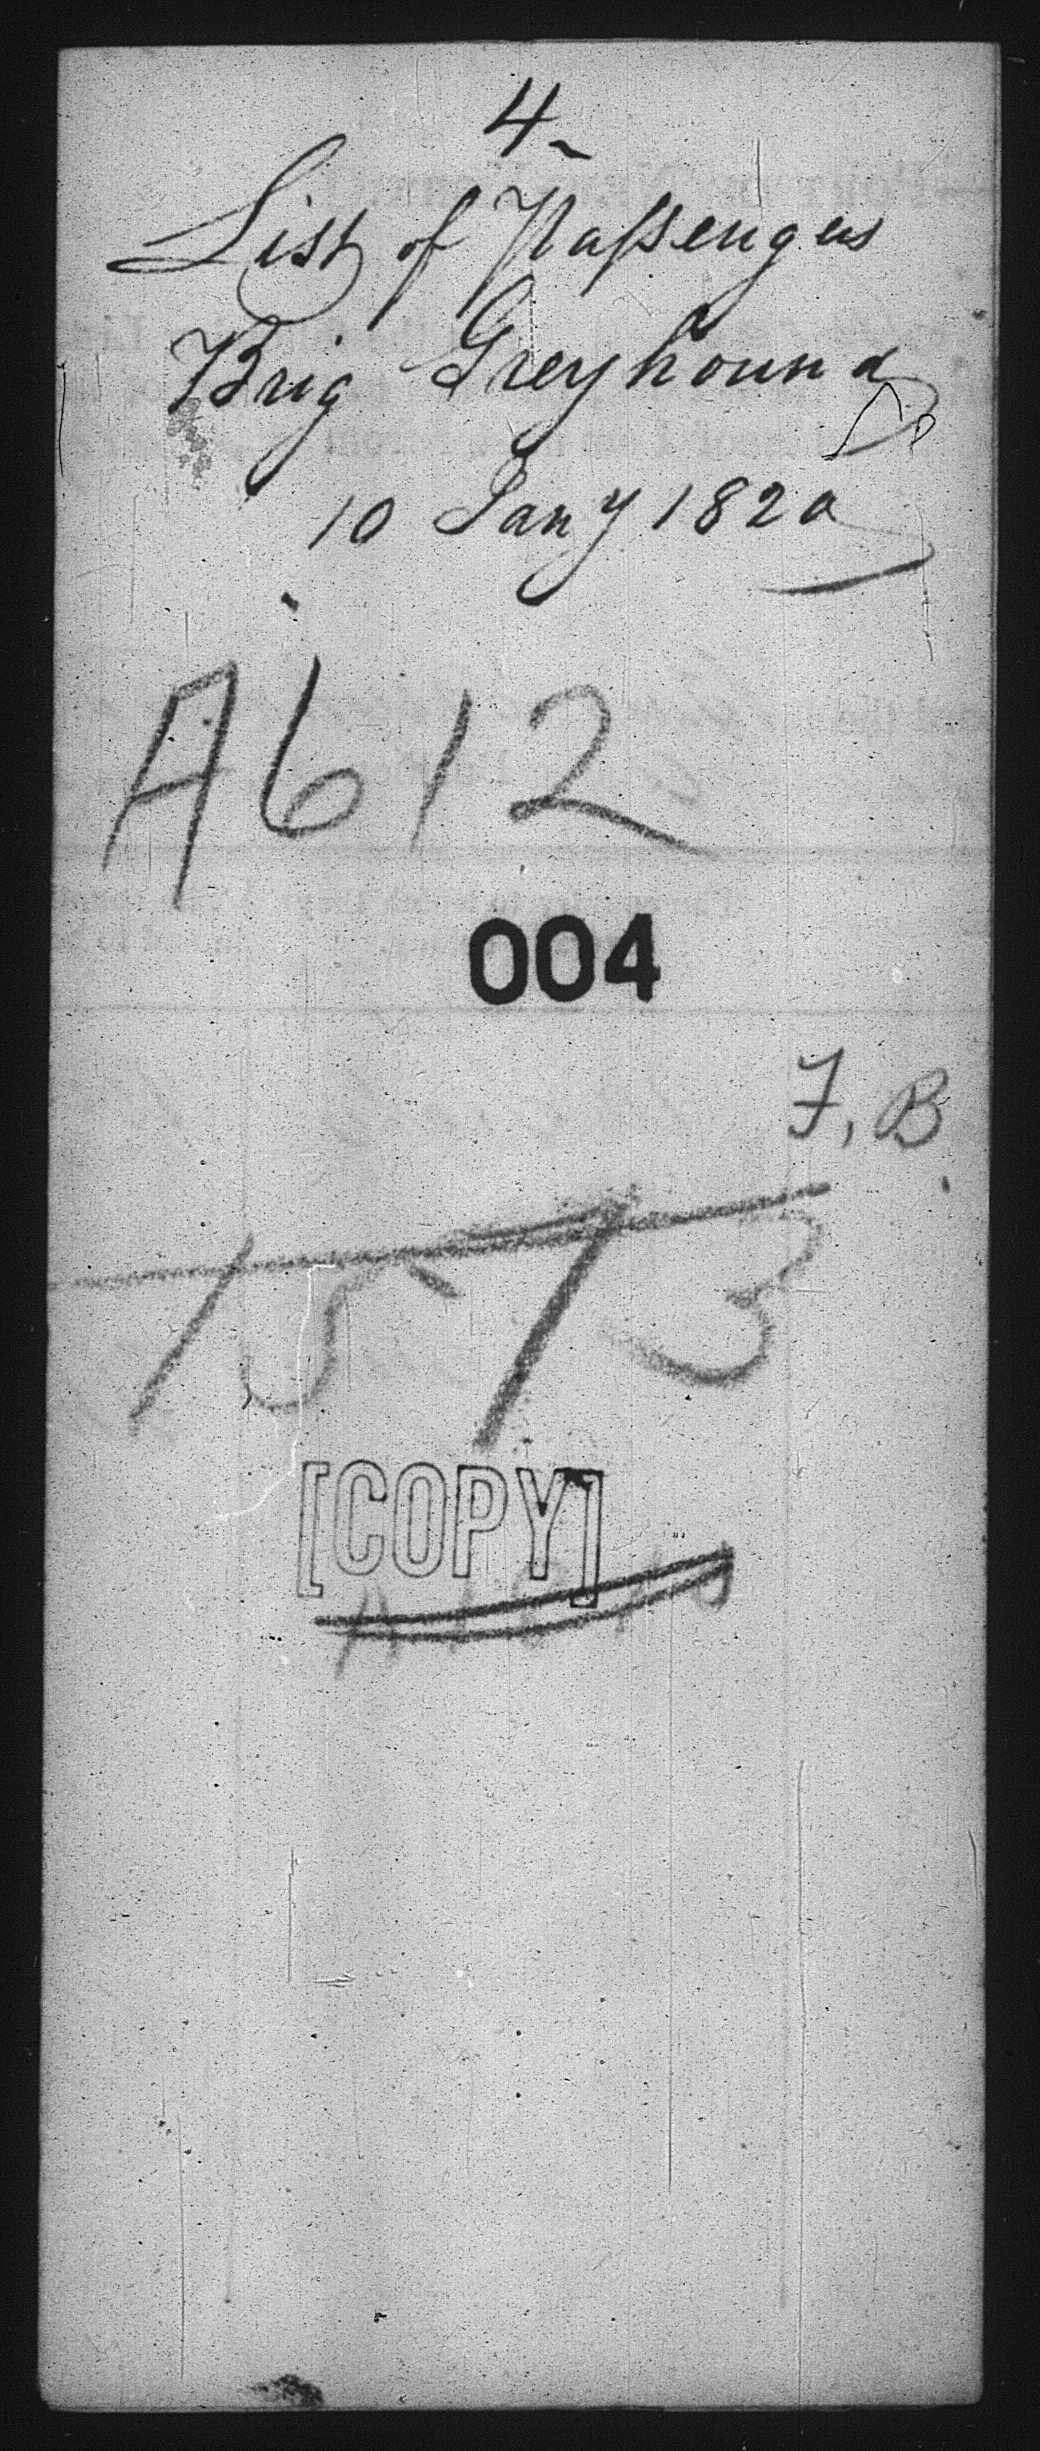 4
List of Passengers
Brig Greyhound
10 Jany 1820
A612
004
F, B
1573
[COPY]